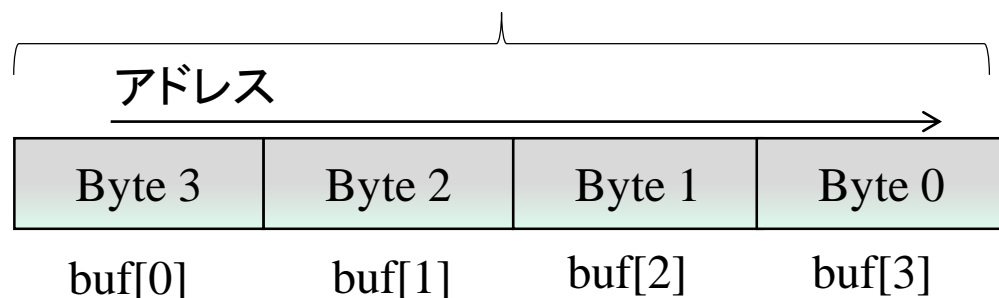 アドレス
Byte 3 Byte 2 Byte 1 Byte 0
buf[0] buf[1] buf[2] buf[3]